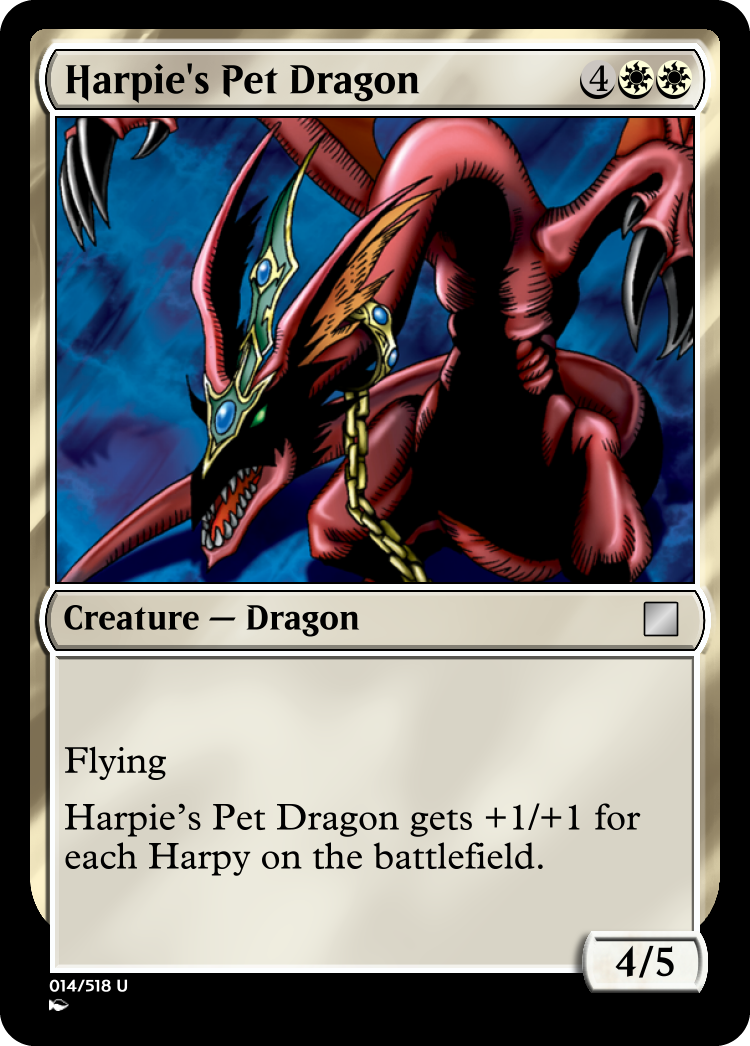 Harpie's Pet Dragon 4
Creature — Dragon
Flying
Harpie's Pet Dragon gets +1/+1 for
each Harpy on the battlefield.
4/5
014/518 U